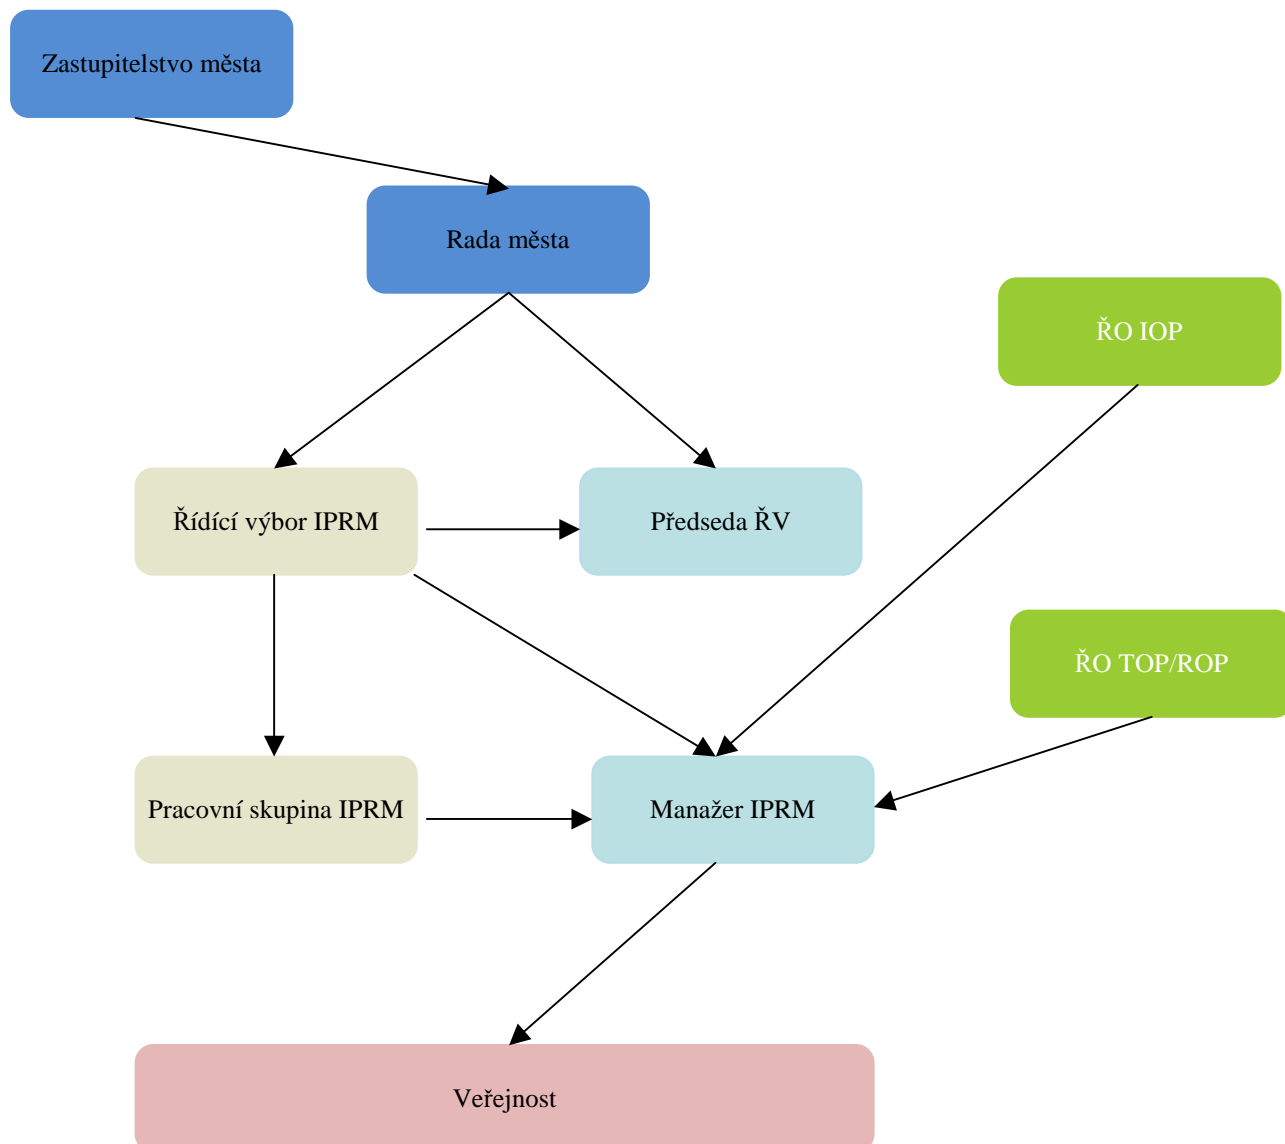 Zastupitelstvo města
Rada města
ŘO IOP
Řídící výbor IPRM
Předseda ŘV
ŘO TOP/ROP
Pracovní skupina IPRM
Manažer IPRM
Veřejnost